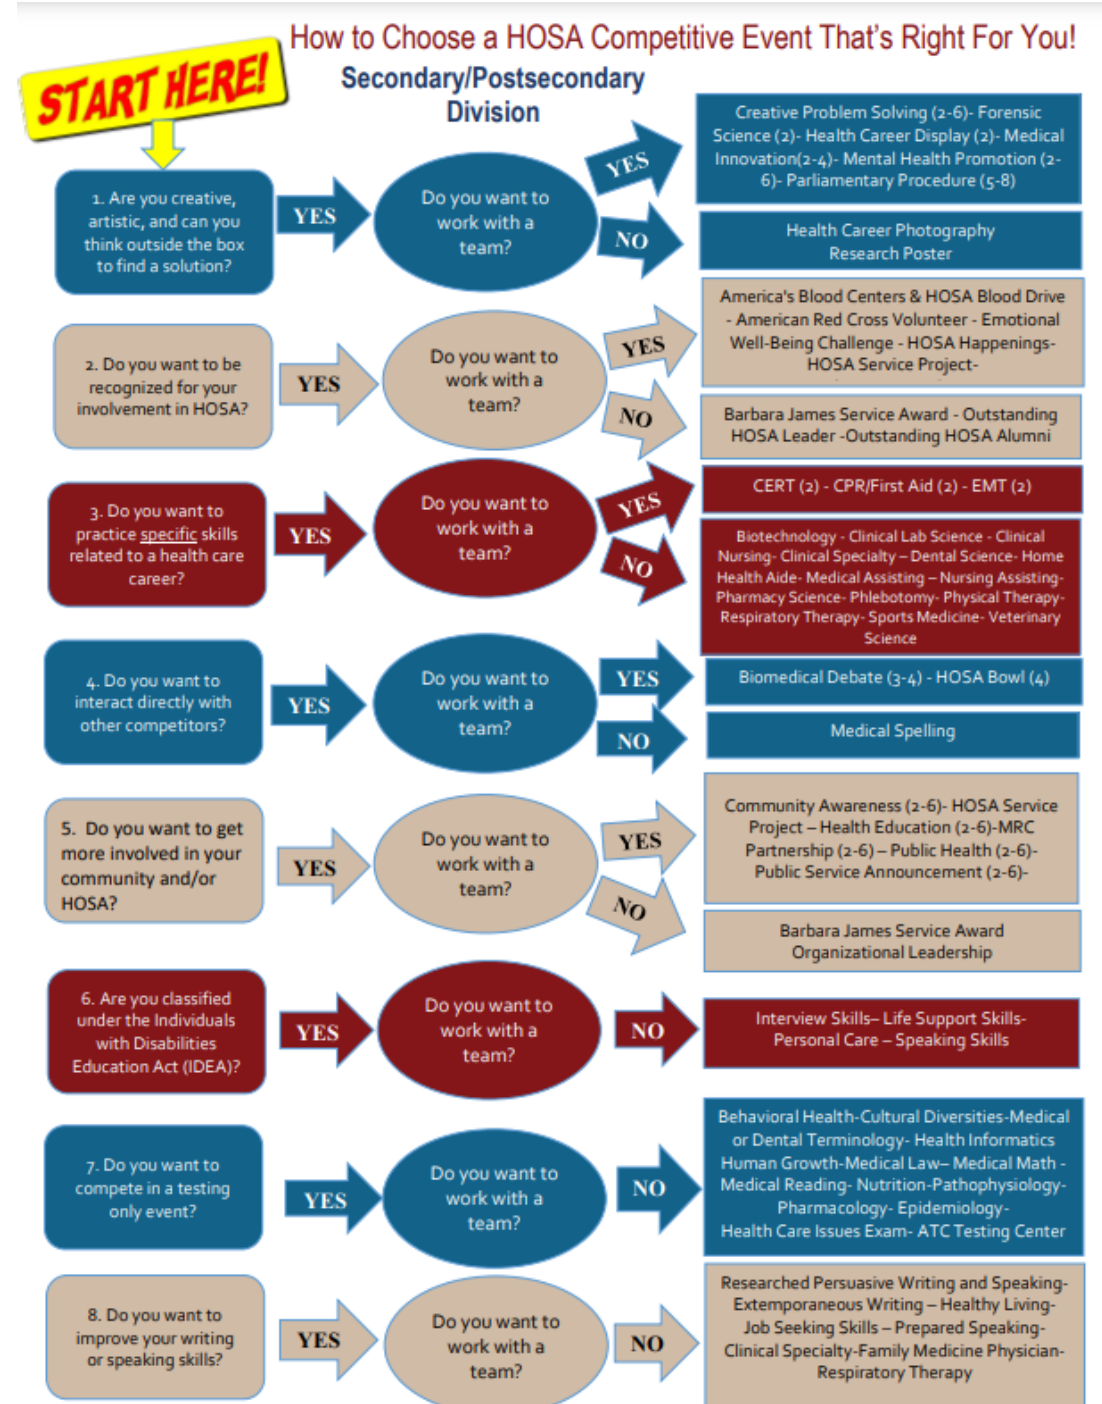 How to Choose a HOSA Competitive Event That's Right For You!
START HERE!
Secondary/Postsecondary
Division
1. Are you creative,
artistic, and can you
think outside the box
to find a solution?
YES
Do you want to
work with a
team?
YES
Creative Problem Solving (2-6)- Forensic
Science (2)- Health Career Display (2)- Medical
Innovation(2-4)- Mental Health Promotion (2-
6)- Parliamentary Procedure (5-8)
NO
Health Career Photography
Research Poster
2. Do you want to be
recognized for your
involvement in HOSA?
YES
Do you want to
work with a
team?
YES
America's Blood Centers & HOSA Blood Drive
- American Red Cross Volunteer - Emotional
Well-Being Challenge - HOSA Happenings-
HOSA Service Project-
NO
Barbara James Service Award - Outstanding
HOSA Leader -Outstanding HOSA Alumni
3. Do you want to
practice specific skills
related to a health care
career?
YES
Do you want to
work with a
team?
YES
CERT (2) - CPR/First Aid (2) - EMT (2)
NO
Biotechnology - Clinical Lab Science - Clinical
Nursing- Clinical Specialty – Dental Science- Home
Health Aide- Medical Assisting – Nursing Assisting-
Pharmacy Science- Phlebotomy- Physical Therapy-
Respiratory Therapy- Sports Medicine- Veterinary
Science
4. Do you want to
interact directly with
other competitors?
YES
Do you want to
work with a
team?
YES
Biomedical Debate (3-4) - HOSA Bowl (4)
NO
Medical Spelling
5. Do you want to get
more involved in your
community and/or
HOSA?
YES
Do you want to
work with a
team?
YES
Community Awareness (2-6)- HOSA Service
Project – Health Education (2-6)-MRC
Partnership (2-6) – Public Health (2-6)-
Public Service Announcement (2-6)-
NO
Barbara James Service Award
Organizational Leadership
6. Are you classified
under the Individuals
with Disabilities
Education Act (IDEA)?
YES
Do you want to
work with a
team?
NO
Interview Skills– Life Support Skills-
Personal Care – Speaking Skills
7. Do you want to
compete in a testing
only event?
YES
Do you want to
work with a
team?
NO
Behavioral Health-Cultural Diversities-Medical
or Dental Terminology- Health Informatics
Human Growth-Medical Law– Medical Math -
Medical Reading- Nutrition-Pathophysiology-
Pharmacology- Epidemiology-
Health Care Issues Exam- ATC Testing Center
8. Do you want to
improve your writing
or speaking skills?
YES
Do you want to
work with a
team?
NO
Researched Persuasive Writing and Speaking-
Extemporaneous Writing – Healthy Living-
Job Seeking Skills – Prepared Speaking-
Clinical Specialty-Family Medicine Physician-
Respiratory Therapy